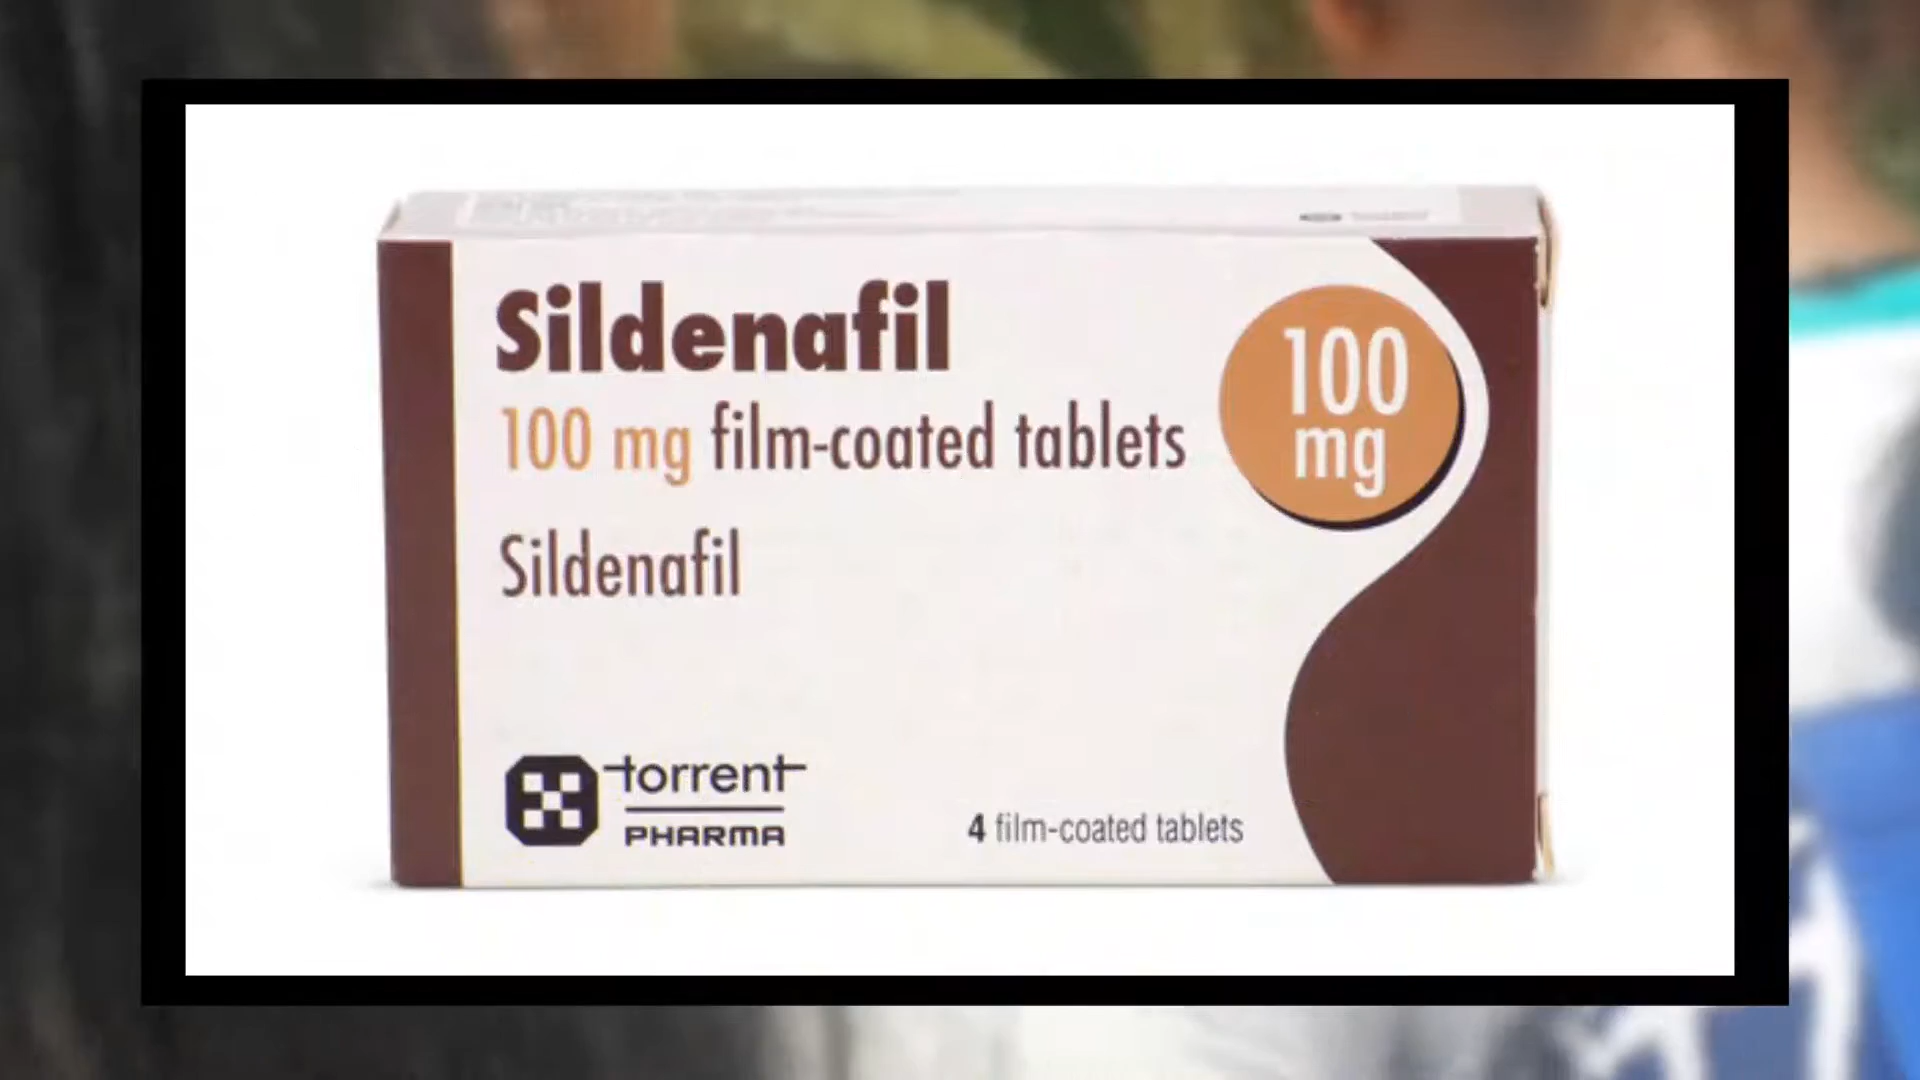 Sildenafil
100 mg film-coated tablets
100
mg
Sildenafil
torrent
PHARMA
4 film-coated tablets